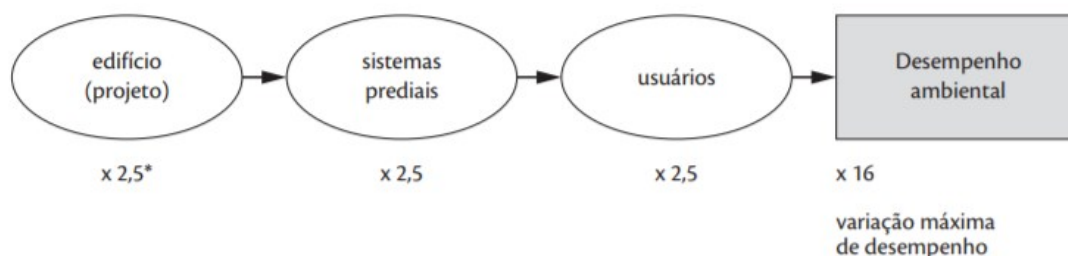 edifício
(projeto)
sistemas
prediais
usuários
Desempenho
ambiental
x 2,5*
x 2,5
x 2,5
x 16
variação máxima
de desempenho